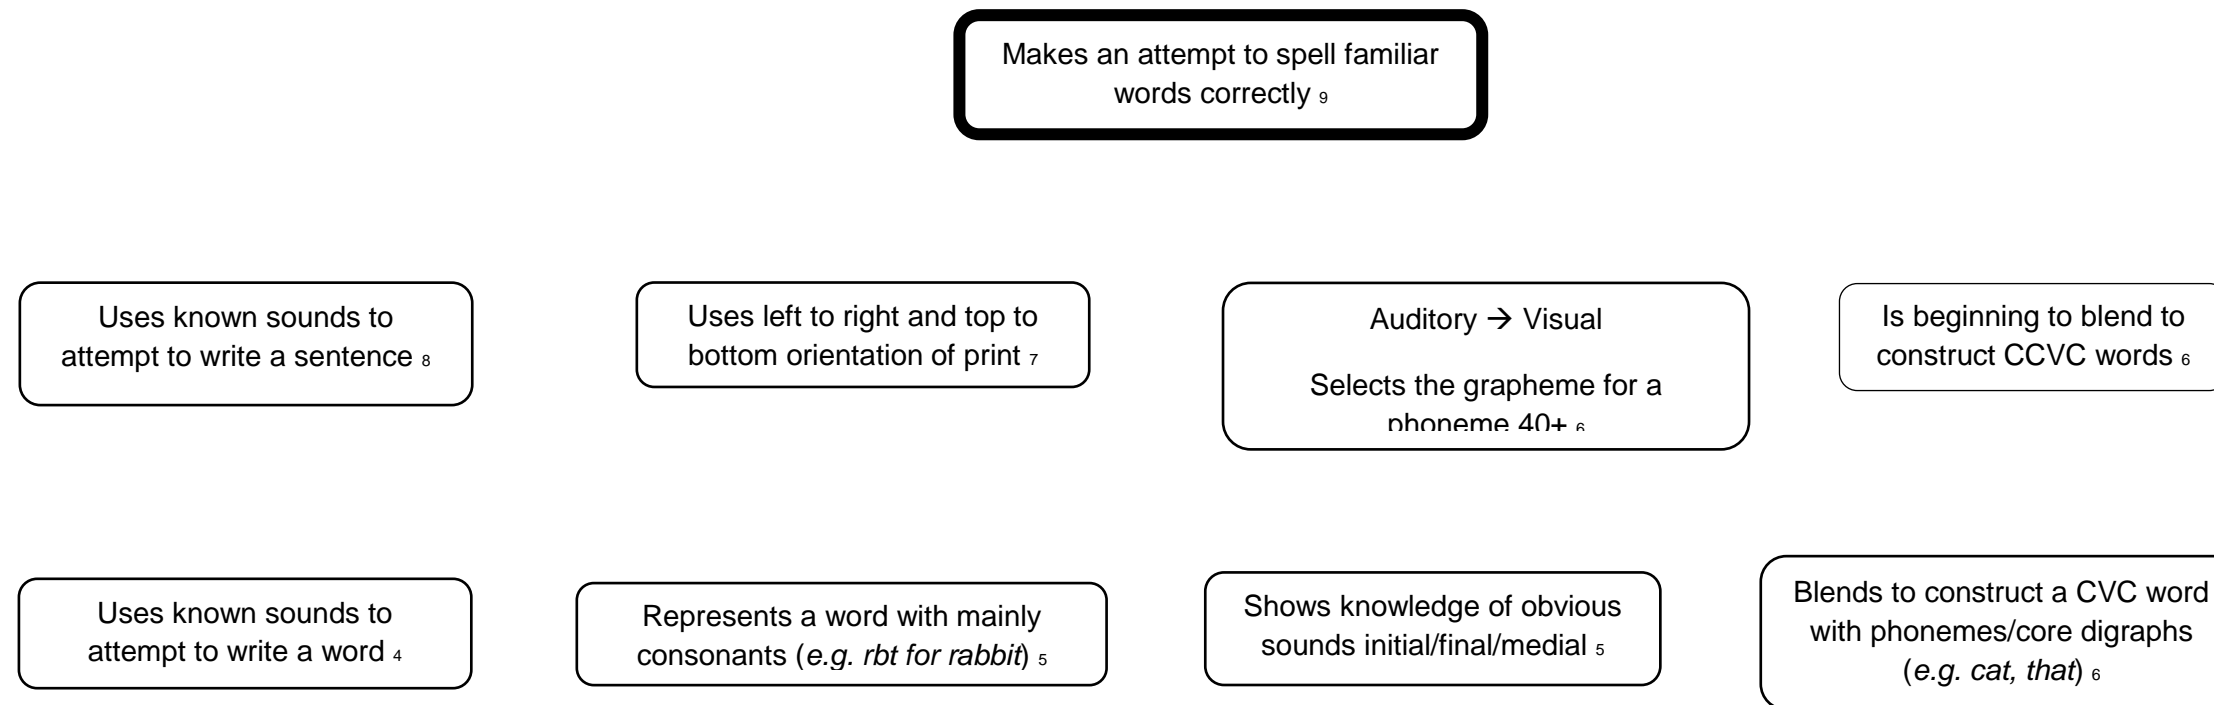 Makes an attempt to spell familiar
words correctly 9
Uses known sounds to
attempt to write a sentence 8
Uses left to right and top to
bottom orientation of print 7
Auditory → Visual
Selects the grapheme for a
phoneme 40+ 6
Is beginning to blend to
construct CCVC words 6
Uses known sounds to
attempt to write a word 4
Represents a word with mainly
consonants (e.g. rbt for rabbit) 5
Shows knowledge of obvious
sounds initial/final/medial 5
Blends to construct a CVC word
with phonemes/core digraphs
(e.g. cat, that) 6